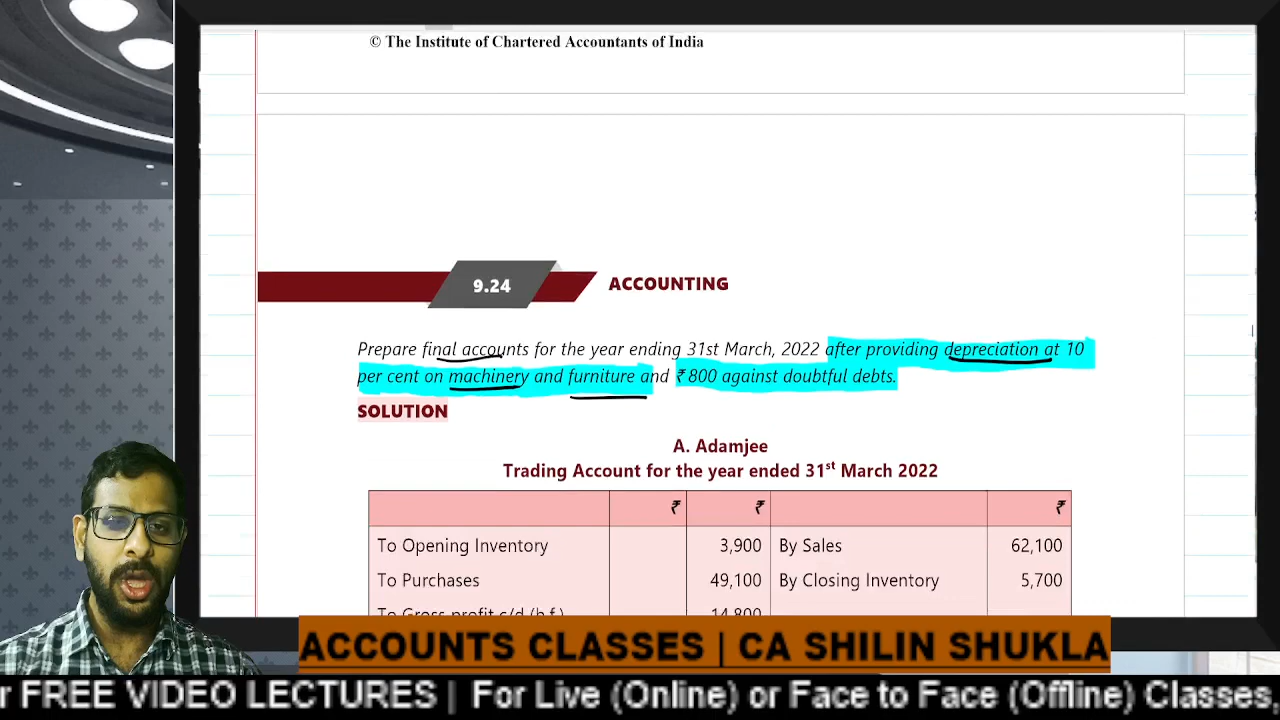 © The Institute of Chartered Accountants of India
9.24 ACCOUNTING
Prepare final accounts for the year ending 31st March, 2022 after providing depreciation at 10
per cent on machinery and furniture and ₹ 800 against doubtful debts.
SOLUTION
A. Adamjee
Trading Account for the year ended 31st March 2022
₹ ₹ ₹
To Opening Inventory 3,900 By Sales 62,100
To Purchases 49,100 By Closing Inventory 5,700
To Gross profit c/d (b.f.) 14,800
ACCOUNTS CLASSES | CA SHILIN SHUKLA
r FREE VIDEO LECTURES | For Live (Online) or Face to Face (Offline) Classes,